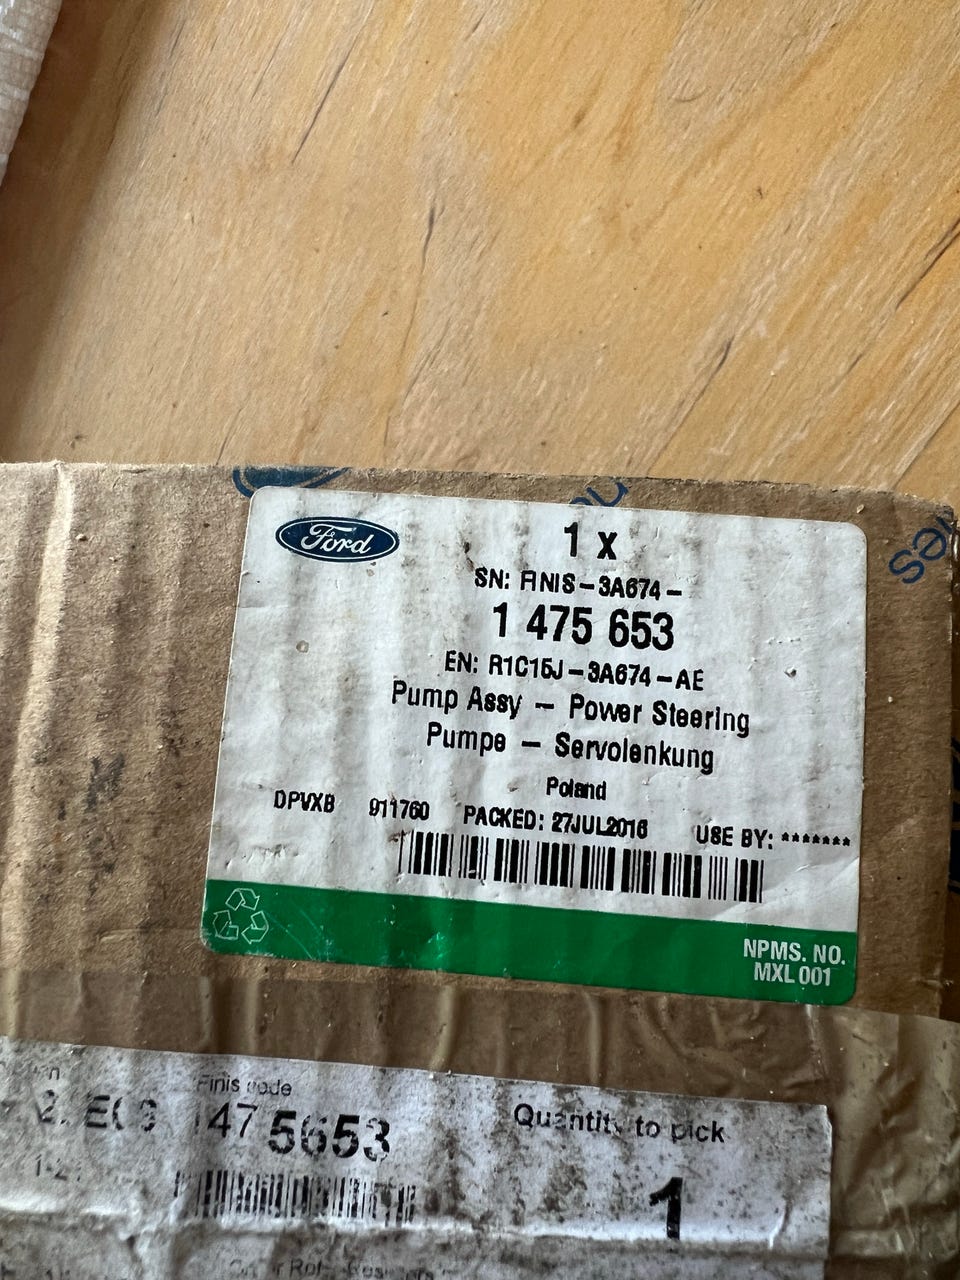 Ford
1 x
SN: FINIS-3A674-
1 475 653
EN: R1C15J-3A674-AE
Pump Assy - Power Steering
Pumpe - Servolenkung
Poland
DPVXB 911760 PACKED: 27JUL2016 USE BY: *******
NPMS. NO.
MXL 001
Finis code
Quantity to pick
1475653
1